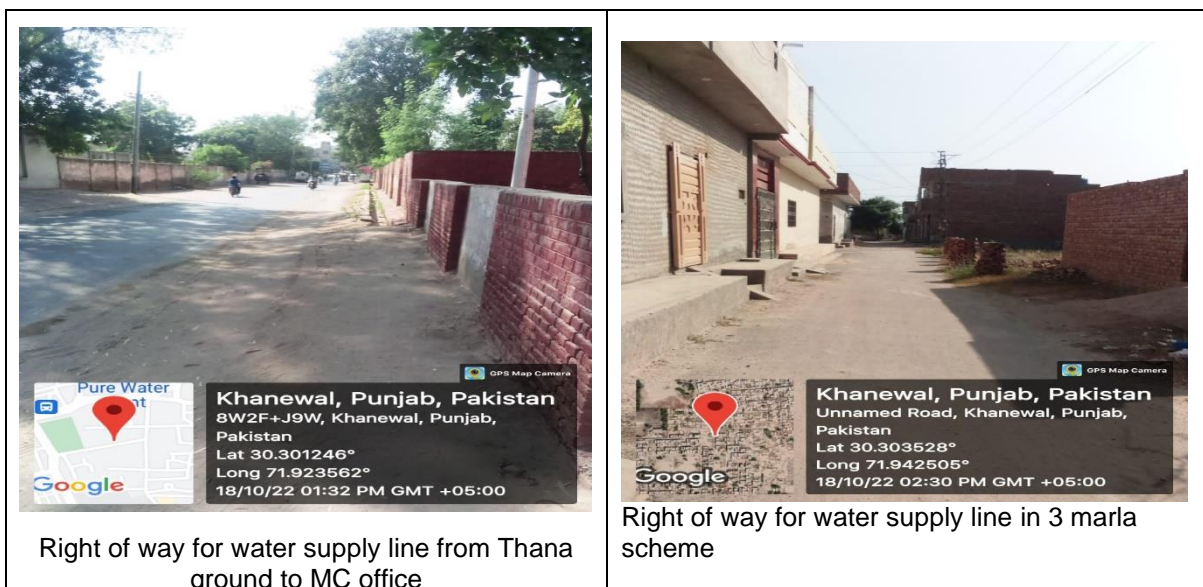 GPS Map Camera
Pure Water
nt
Google
Khanewal, Punjab, Pakistan
8W2F+J9W, Khanewal, Punjab,
Pakistan
Lat 30.301246°
Long 71.923562°
18/10/22 01:32 PM GMT +05:00
Right of way for water supply line from Thana
ground to MC office
GPS Map Camera
Google
Khanewal, Punjab, Pakistan
Unnamed Road, Khanewal, Punjab,
Pakistan
Lat 30.303528°
Long 71.942505°
18/10/22 02:30 PM GMT +05:00
Right of way for water supply line in 3 marla
scheme